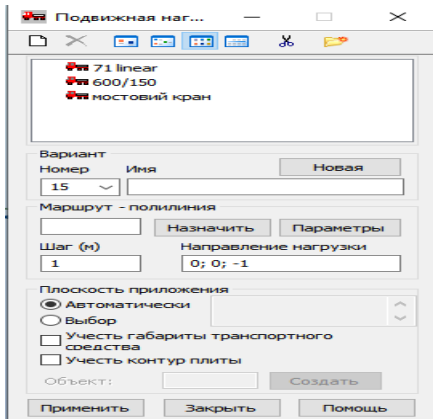 Подвижная наг...
71 linear
600/150
мостовий кран
Вариант
Номер Имя Новая
15
Маршрут - полилиния
Назначить Параметры
Шаг (м) Направление нагрузки
1 0; 0; -1
Плоскость приложения
Автоматически
Выбор
Учесть габариты транспортного
средства
Учесть контур плиты
Объект: Создать
Применить Закрыть Помощь